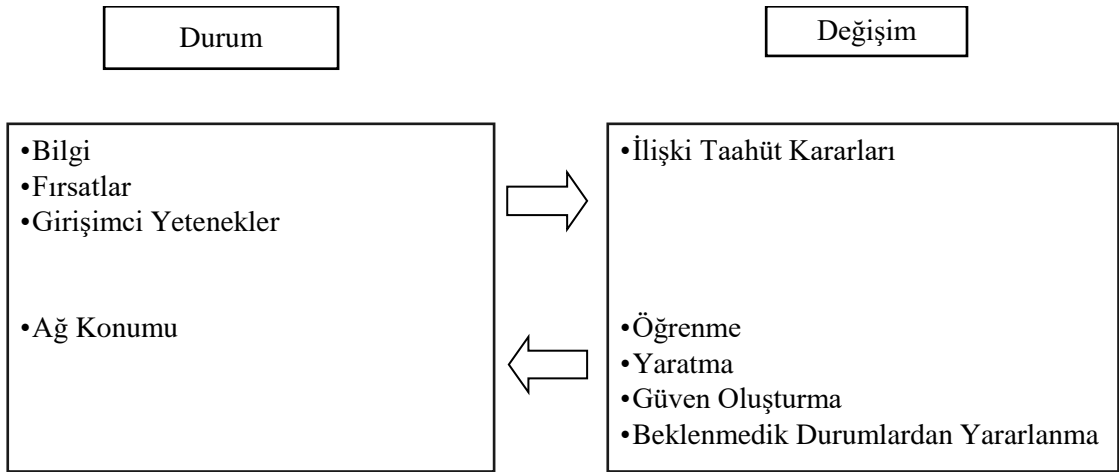 Durum
Değişim
•Bilgi
•Fırsatlar
•Girişimci Yetenekler
•Ağ Konumu
•İlişki Taahüt Kararları
•Öğrenme
•Yaratma
•Güven Oluşturma
•Beklenmedik Durumlardan Yararlanma